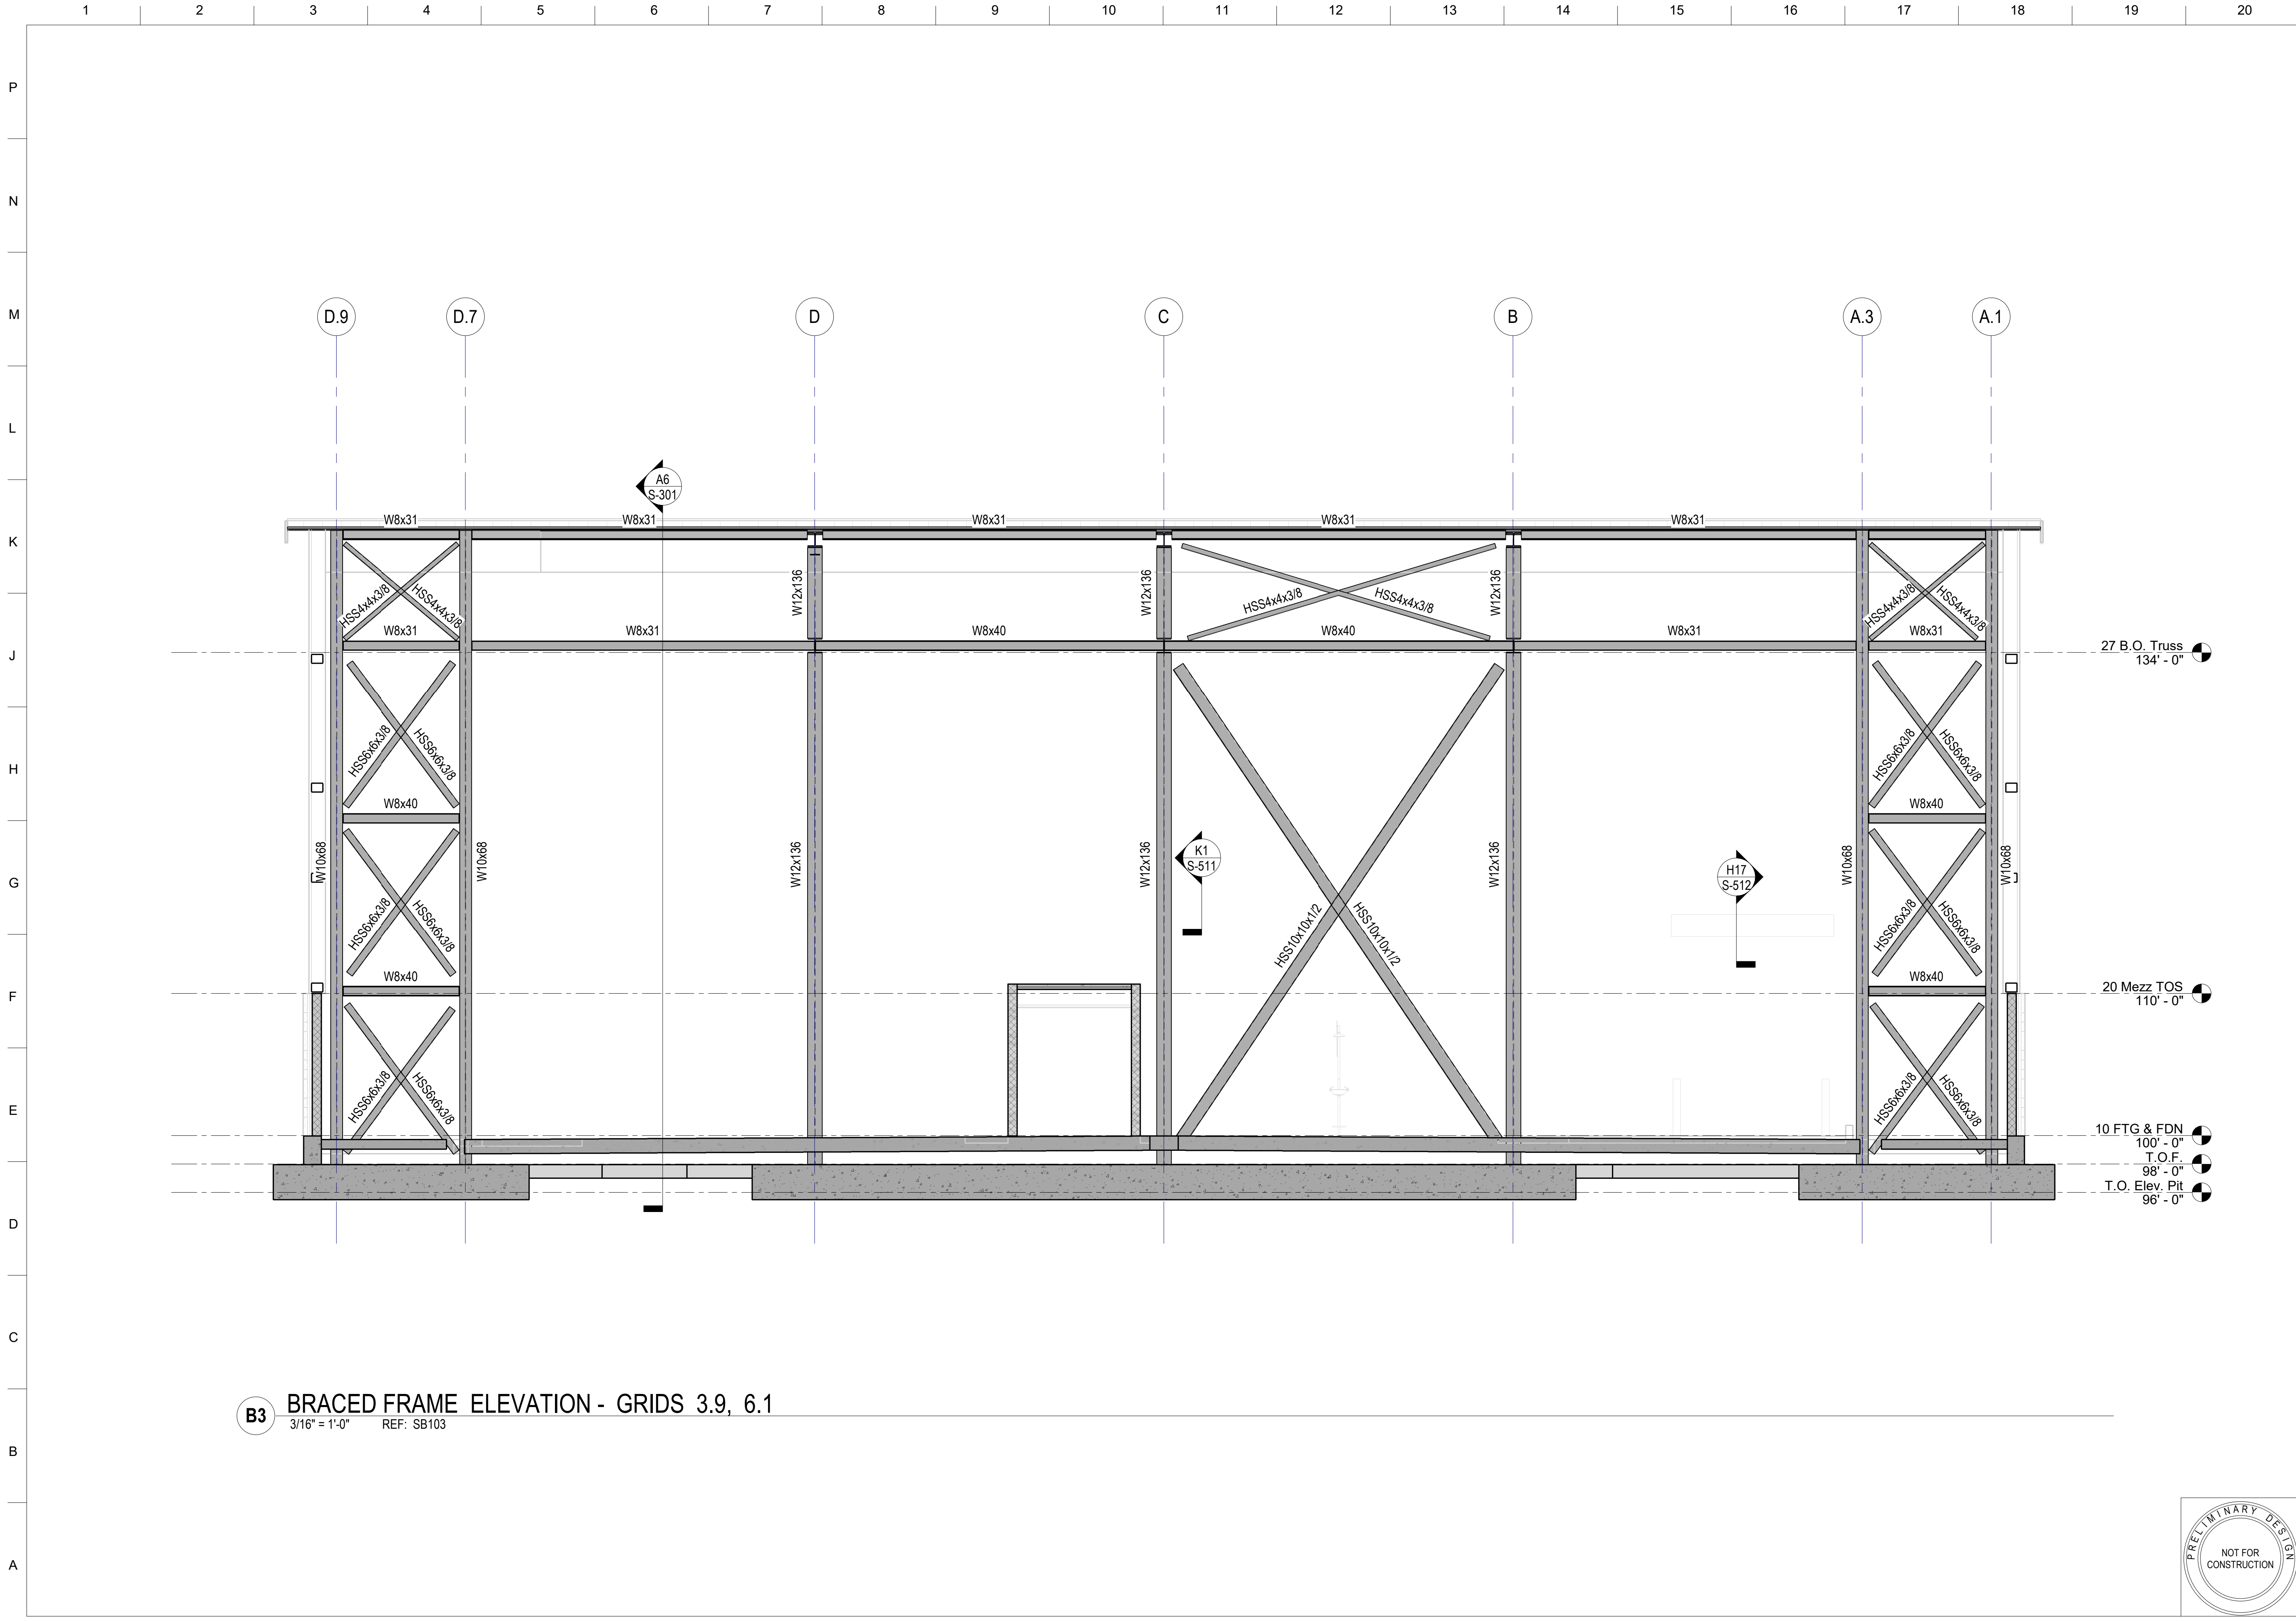 1 2 3 4 5 6 7 8 9 10 11 12 13 14 15 16 17 18 19 20
P
N
M
L
K
J
H
G
F
E
D
C
B
A
D.9 D.7 D C B A.3 A.1
A6
S-301
W8x31 W8x31 W8x31 W8x31 W8x31
W12x136 W12x136 W12x136
HSS4x4x3/8 HSS4x4x3/8 HSS4x4x3/8 HSS4x4x3/8 HSS4x4x3/8 HSS4x4x3/8
W8x31 W8x31 W8x40 W8x40 W8x31 W8x31
27 B.O. Truss
134' - 0"
HSS6x6x3/8 HSS6x6x3/8 HSS6x6x3/8 HSS6x6x3/8
W8x40 W8x40
W10x68 W10x68 W12x136 W12x136 W12x136 W10x68 W10x68
K1
S-511
H17
S-512
HSS6x6x3/8 HSS6x6x3/8 HSS10x10x1/2 HSS10x10x1/2 HSS6x6x3/8 HSS6x6x3/8
W8x40 W8x40
20 Mezz TOS
110' - 0"
HSS6x6x3/8 HSS6x6x3/8 HSS6x6x3/8 HSS6x6x3/8
10 FTG & FDN
100' - 0"
T.O.F.
98' - 0"
T.O. Elev. Pit
96' - 0"
B3 BRACED FRAME ELEVATION - GRIDS 3.9, 6.1
3/16" = 1'-0" REF: SB103
PRELIMINARY DESIGN
NOT FOR
CONSTRUCTION